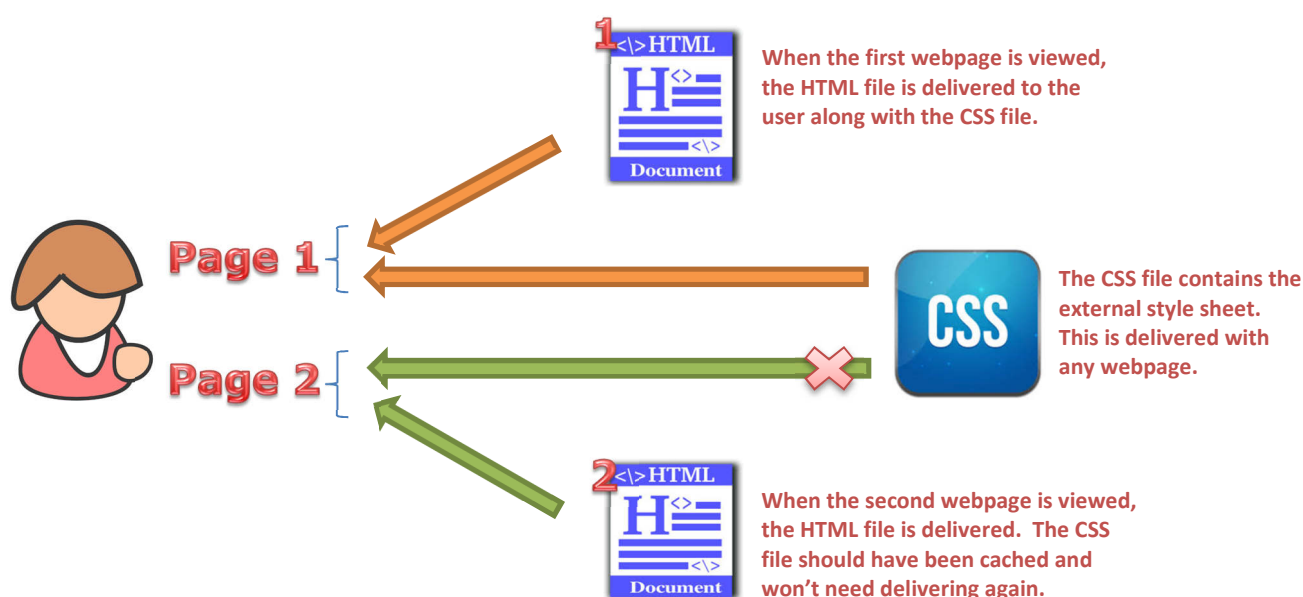 1
<\>HTML
H<>
<\>
Document
When the first webpage is viewed,
the HTML file is delivered to the
user along with the CSS file.
Page 1
CSS
The CSS file contains the
external style sheet.
This is delivered with
any webpage.
Page 2
2
<\>HTML
H<>
<\>
Document
When the second webpage is viewed,
the HTML file is delivered.  The CSS
file should have been cached and
won’t need delivering again.